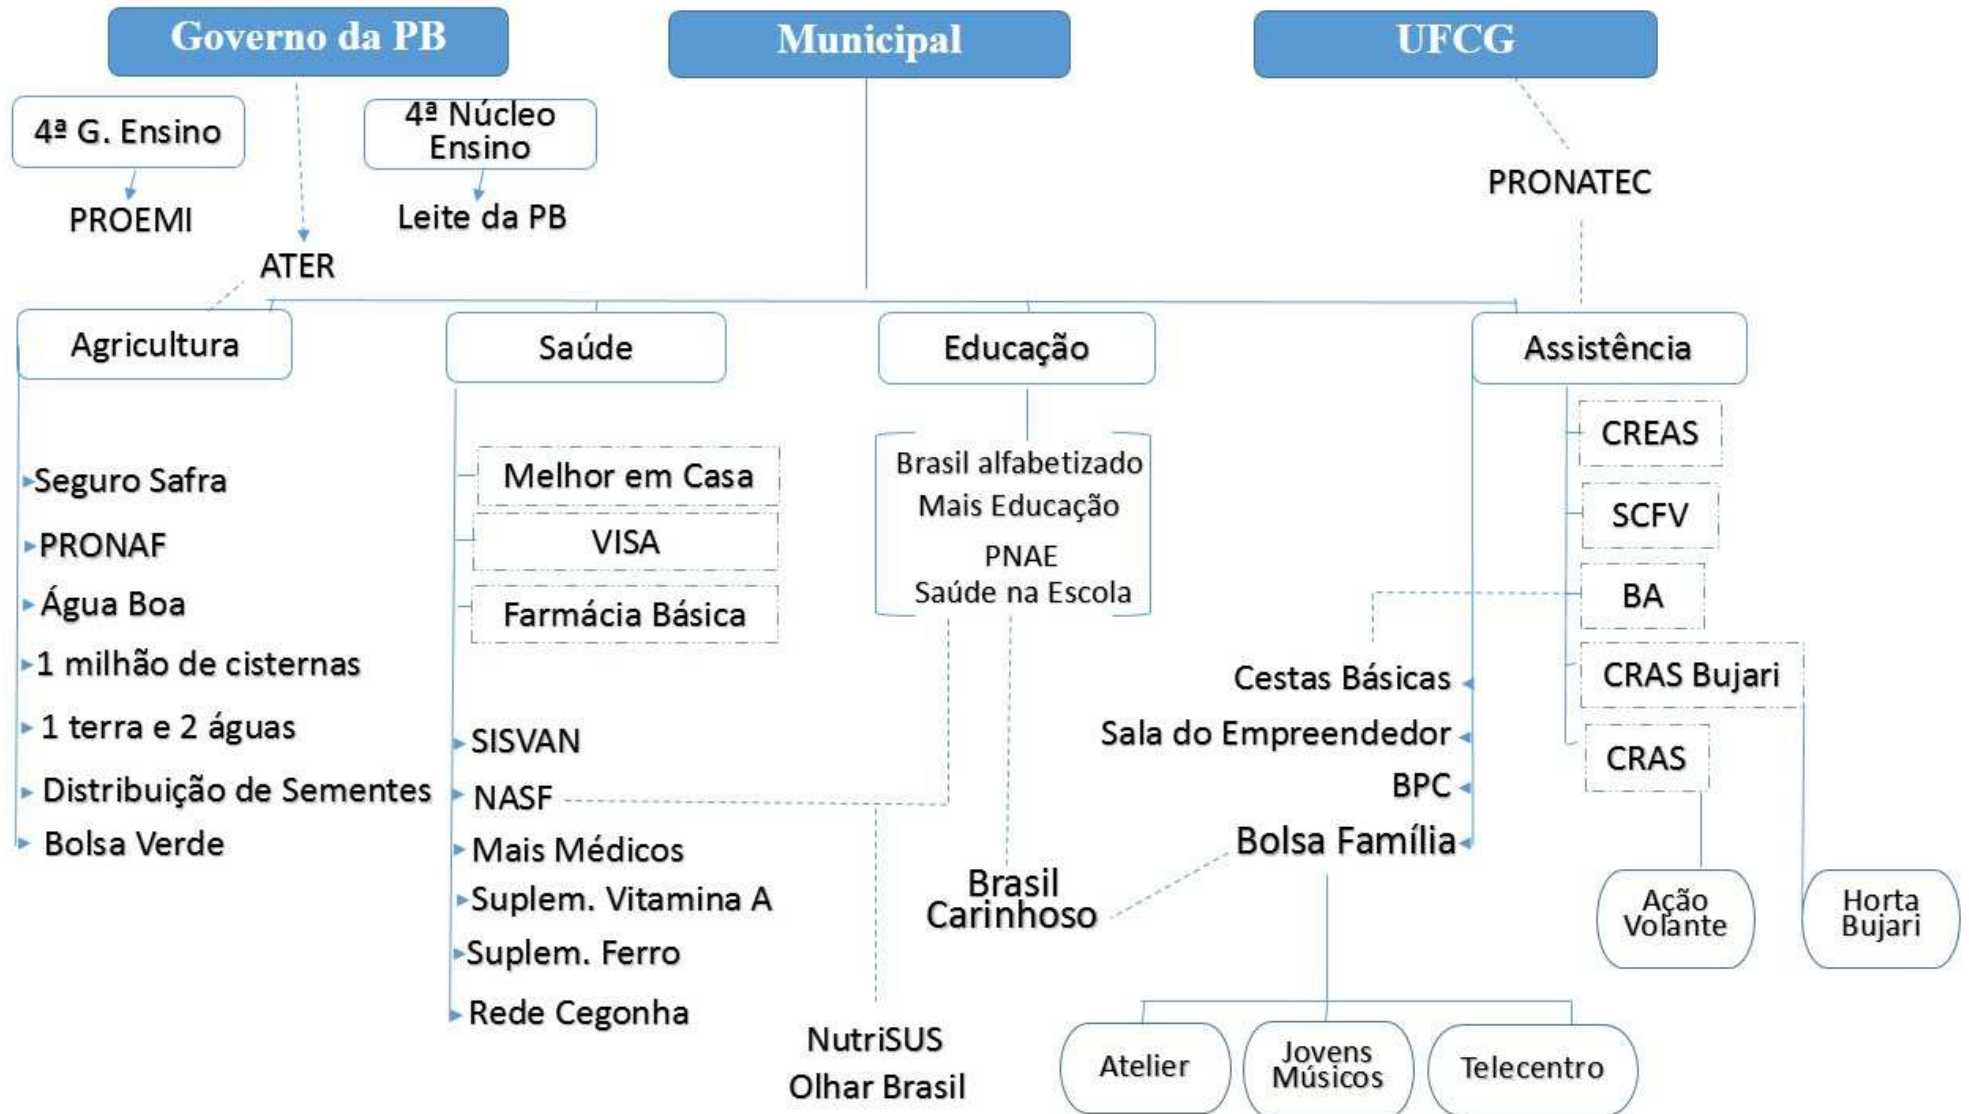 Governo da PB
Municipal
UFCG
4ª G. Ensino
4ª Núcleo
Ensino
PROEMI
Leite da PB
ATER
PRONATEC
Agricultura
Saúde
Educação
Assistência
Seguro Safra
PRONAF
Água Boa
1 milhão de cisternas
1 terra e 2 águas
Distribuição de Sementes
Bolsa Verde
Melhor em Casa
VISA
Farmácia Básica
SISVAN
NASF
Mais Médicos
Suplem. Vitamina A
Suplem. Ferro
Rede Cegonha
Brasil alfabetizado
Mais Educação
PNAE
Saúde na Escola
Brasil
Carinhoso
NutriSUS
Olhar Brasil
Cestas Básicas
Sala do Empreendedor
BPC
Bolsa Família
CREAS
SCFV
BA
CRAS Bujari
CRAS
Ação
Volante
Horta
Bujari
Atelier
Jovens
Músicos
Telecentro